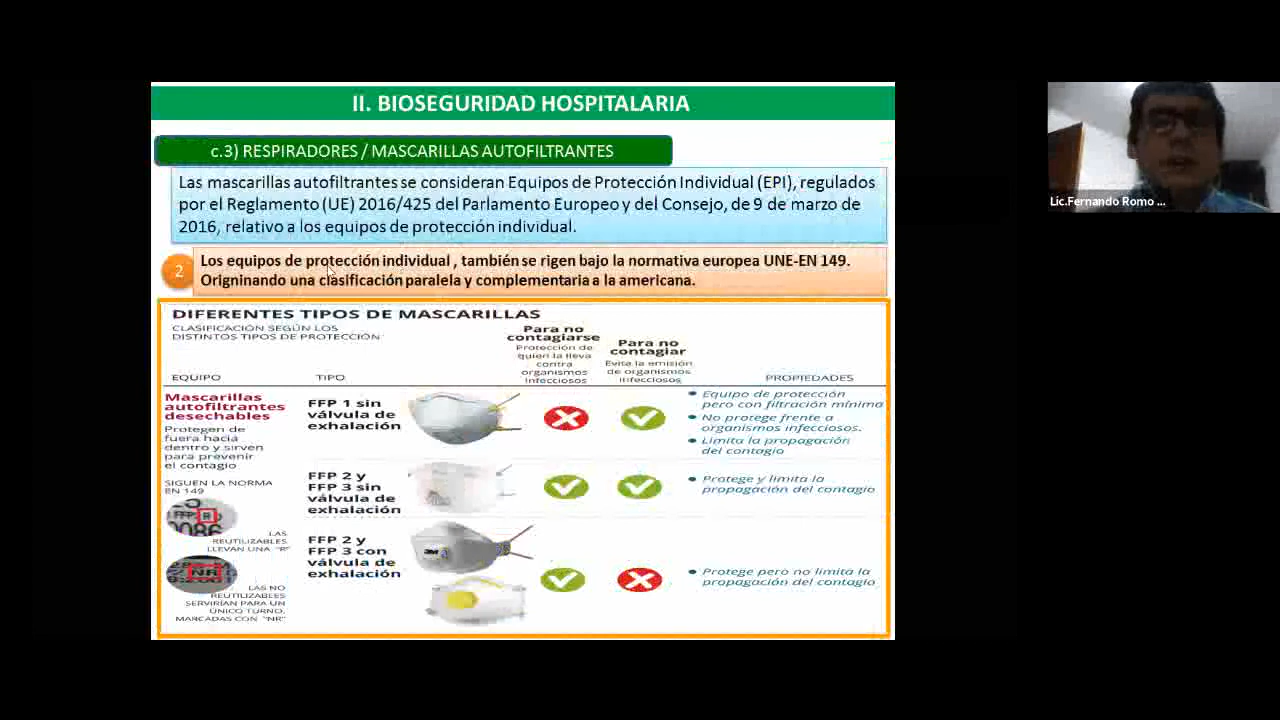 II. BIOSEGURIDAD HOSPITALARIA
c.3) RESPIRADORES / MASCARILLAS AUTOFILTRANTES
Las mascarillas autofiltrantes se consideran Equipos de Protección Individual (EPI), regulados
por el Reglamento (UE) 2016/425 del Parlamento Europeo y del Consejo, de 9 de marzo de
2016, relativo a los equipos de protección individual.
2
Los equipos de protección individual , también se rigen bajo la normativa europea UNE-EN 149.
Origninando una clasificación paralela y complementaria a la americana.
DIFERENTES TIPOS DE MASCARILLAS
CLASIFICACIÓN SEGÚN LOS
DISTINTOS TIPOS DE PROTECCIÓN
Para no
contagiarse
Protección de
quien la lleva
contra
organismos
infecciosos
Para no
contagiar
Evita la emisión
de organismos
infecciosos
EQUIPO
TIPO
PROPIEDADES
Mascarillas
autofiltrantes
desechables
Protegen de
fuera hacia
dentro y sirven
para prevenir
el contagio
SIGUEN LA NORMA
EN 149
FFP R
LAS
REUTILIZABLES
LLEVAN UNA "R"
NR
LAS NO
REUTILIZABLES
SERVIRÍAN PARA UN
ÚNICO TURNO,
MARCADAS CON "NR"
FFP 1 sin
válvula de
exhalación
• Equipo de protección
pero con filtración mínima
• No protege frente a
organismos infecciosos.
• Limita la propagación
del contagio
FFP 2 y
FFP 3 sin
válvula de
exhalación
• Protege y limita la
propagación del contagio
FFP 2 y
FFP 3 con
válvula de
exhalación
3M
• Protege pero no limita la
propagación del contagio
Lic.Fernando Romo ...